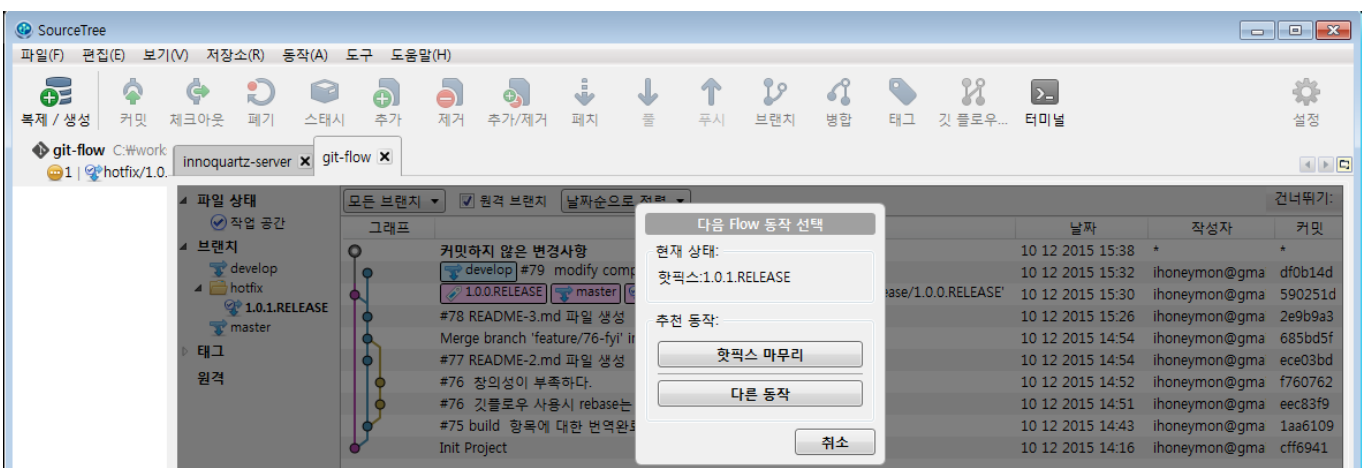 SourceTree
파일(F) 편집(E) 보기(V) 저장소(R) 동작(A) 도구 도움말(H)
복제 / 생성 커밋 체크아웃 폐기 스태시 추가 제거 추가/제거 페치 풀 푸시 브랜치 병합 태그 깃 플로우... 터미널 설정
git-flow C:₩work
1 | hotfix/1.0.
innoquartz-server git-flow
파일 상태
작업 공간
브랜치
develop
hotfix
1.0.1.RELEASE
master
태그
원격
모든 브랜치 원격 브랜치 날짜순으로 정렬 건너뛰기:
그래프 날짜 작성자 커밋
커밋하지 않은 변경사항 10 12 2015 15:38 * *
develop #79 modify comp 10 12 2015 15:32 ihoneymon@gma df0b14d
1.0.0.RELEASE master ease/1.0.0.RELEASE' 10 12 2015 15:30 ihoneymon@gma 590251d
#78 README-3.md 파일 생성 10 12 2015 15:26 ihoneymon@gma 2e9b9a3
Merge branch 'feature/76-fyi' in 10 12 2015 14:54 ihoneymon@gma 685bd5f
#77 README-2.md 파일 생성 10 12 2015 14:54 ihoneymon@gma ece03bd
#76 창의성이 부족하다. 10 12 2015 14:52 ihoneymon@gma f760762
#76 깃플로우 사용시 rebase는 10 12 2015 14:51 ihoneymon@gma eec83f9
#75 build 항목에 대한 번역완료 10 12 2015 14:43 ihoneymon@gma 1aa6109
Init Project 10 12 2015 14:16 ihoneymon@gma cff6941
다음 Flow 동작 선택
현재 상태:
핫픽스:1.0.1.RELEASE
추천 동작:
핫픽스 마무리
다른 동작
취소